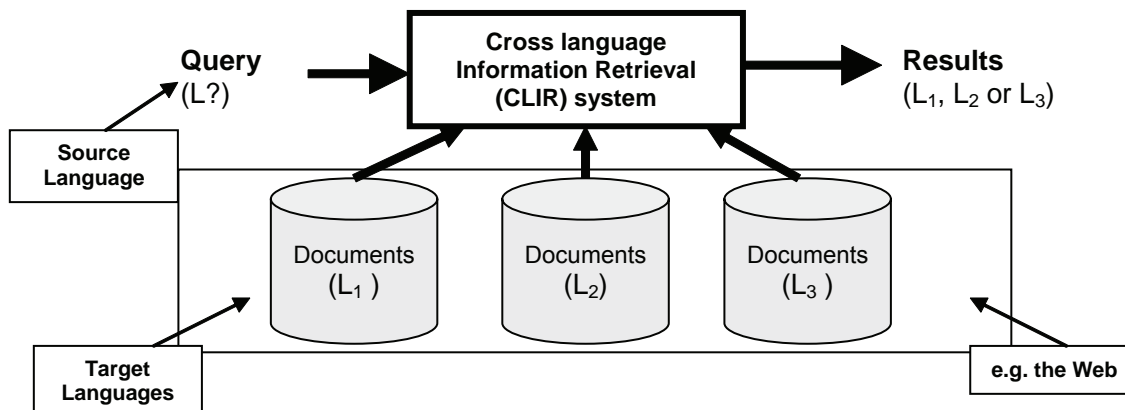 Query
(L?)
Cross language
Information Retrieval
(CLIR) system
Results
(L₁, L₂ or L₃)
Source
Language
Documents
(L₁ )
Documents
(L₂)
Documents
(L₃ )
Target
Languages
e.g. the Web